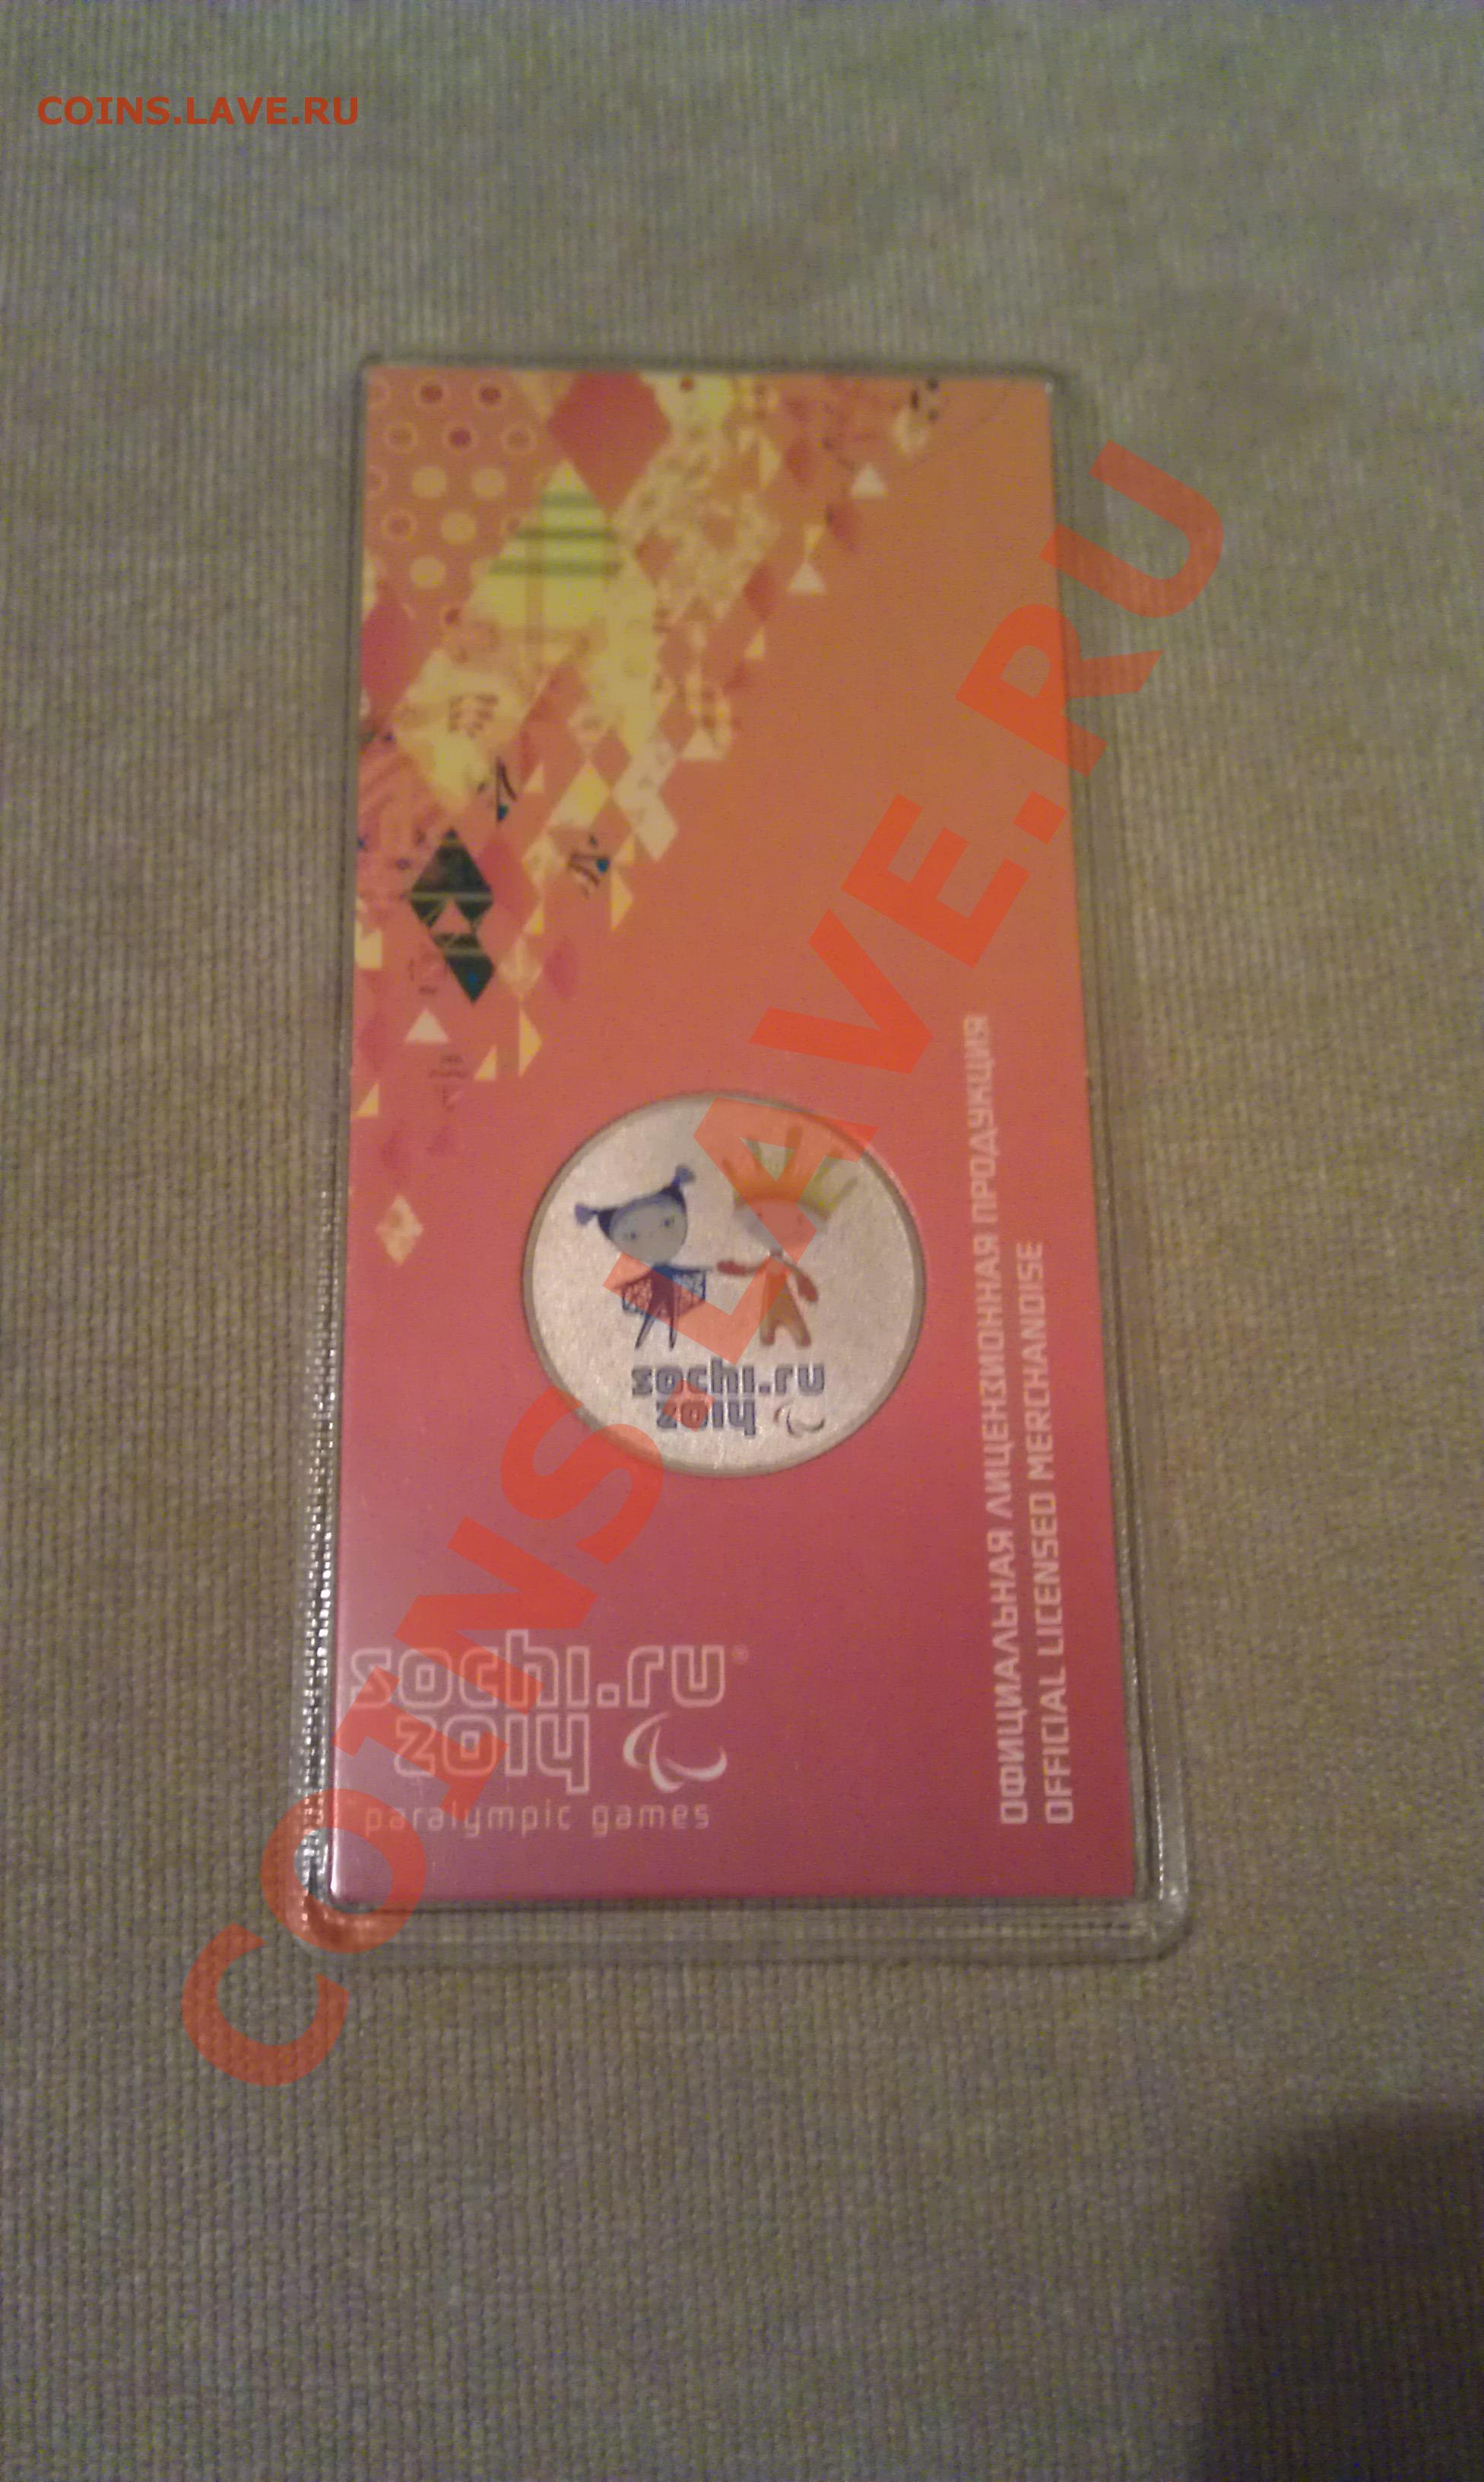 COINS.LAVE.RU
COINS.LAVE.RU
sochi.ru
2014
sochi.ru®
2014
paralympic games
ОФИЦИАЛЬНАЯ ЛИЦЕНЗИОННАЯ ПРОДУКЦИЯ
OFFICIAL LICENSED MERCHANDISE